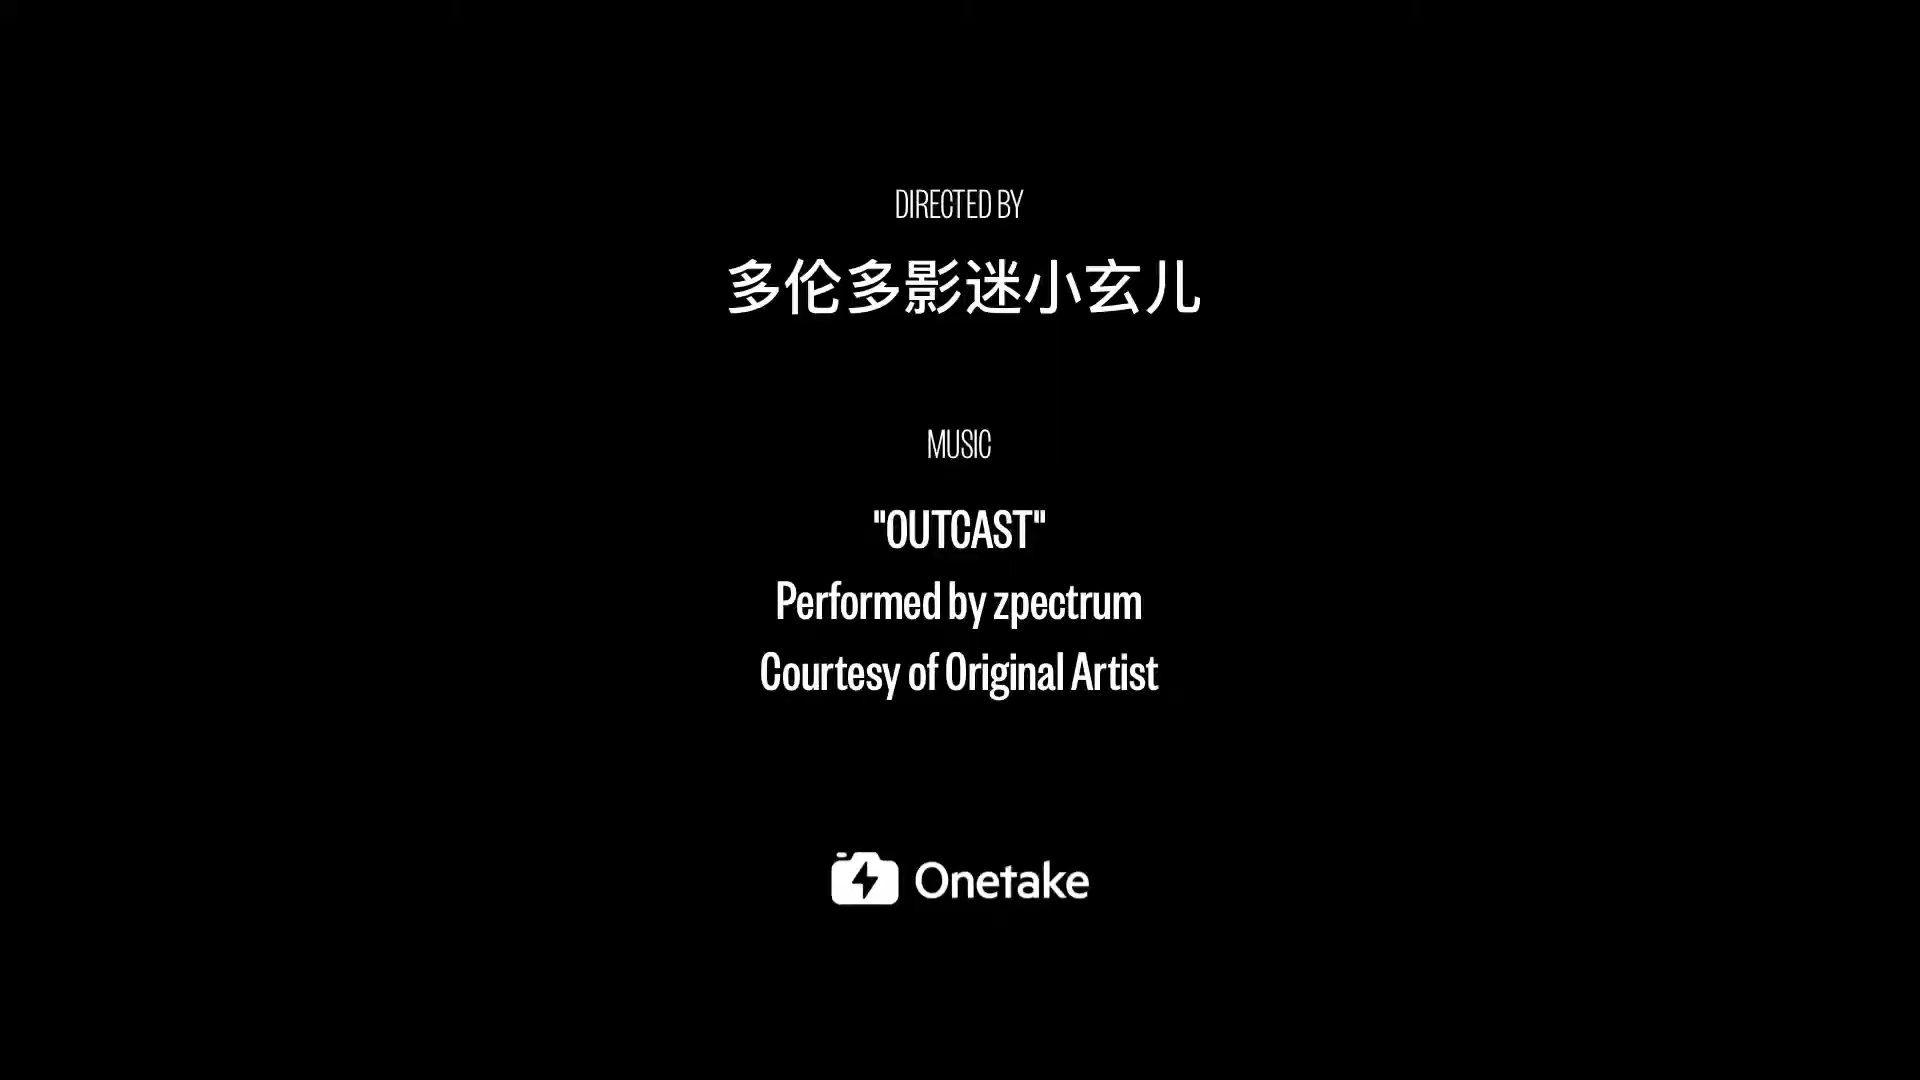 DIRECTED BY
多伦多影迷小玄儿
MUSIC
"OUTCAST"
Performed by zpectrum
Courtesy of Original Artist
Onetake